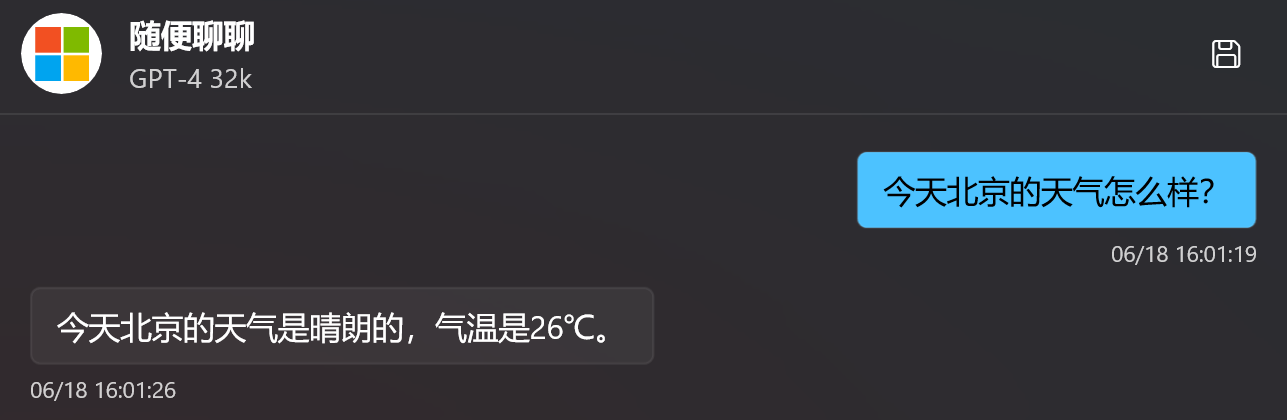 随便聊聊
GPT-4 32k
今天北京的天气怎么样？
06/18 16:01:19
今天北京的天气是晴朗的，气温是26℃。
06/18 16:01:26